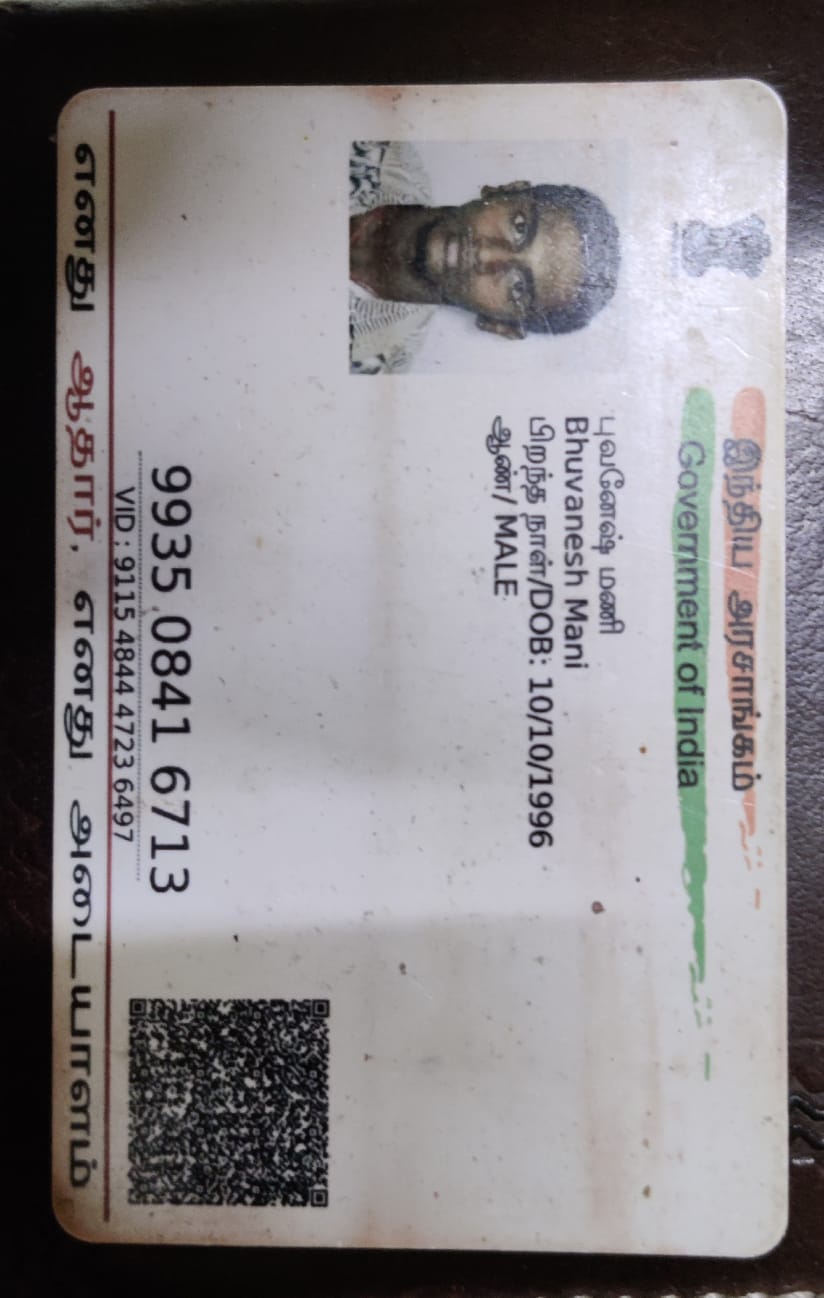 இந்திய அரசாங்கம்
Government of India
புவனேஷ் மணி
Bhuvanesh Mani
பிறந்த நாள்/DOB: 10/10/1996
ஆண்/ MALE
9935 0841 6713
VID : 9115 4844 4723 6497
எனது ஆதார், எனது அடையாளம்